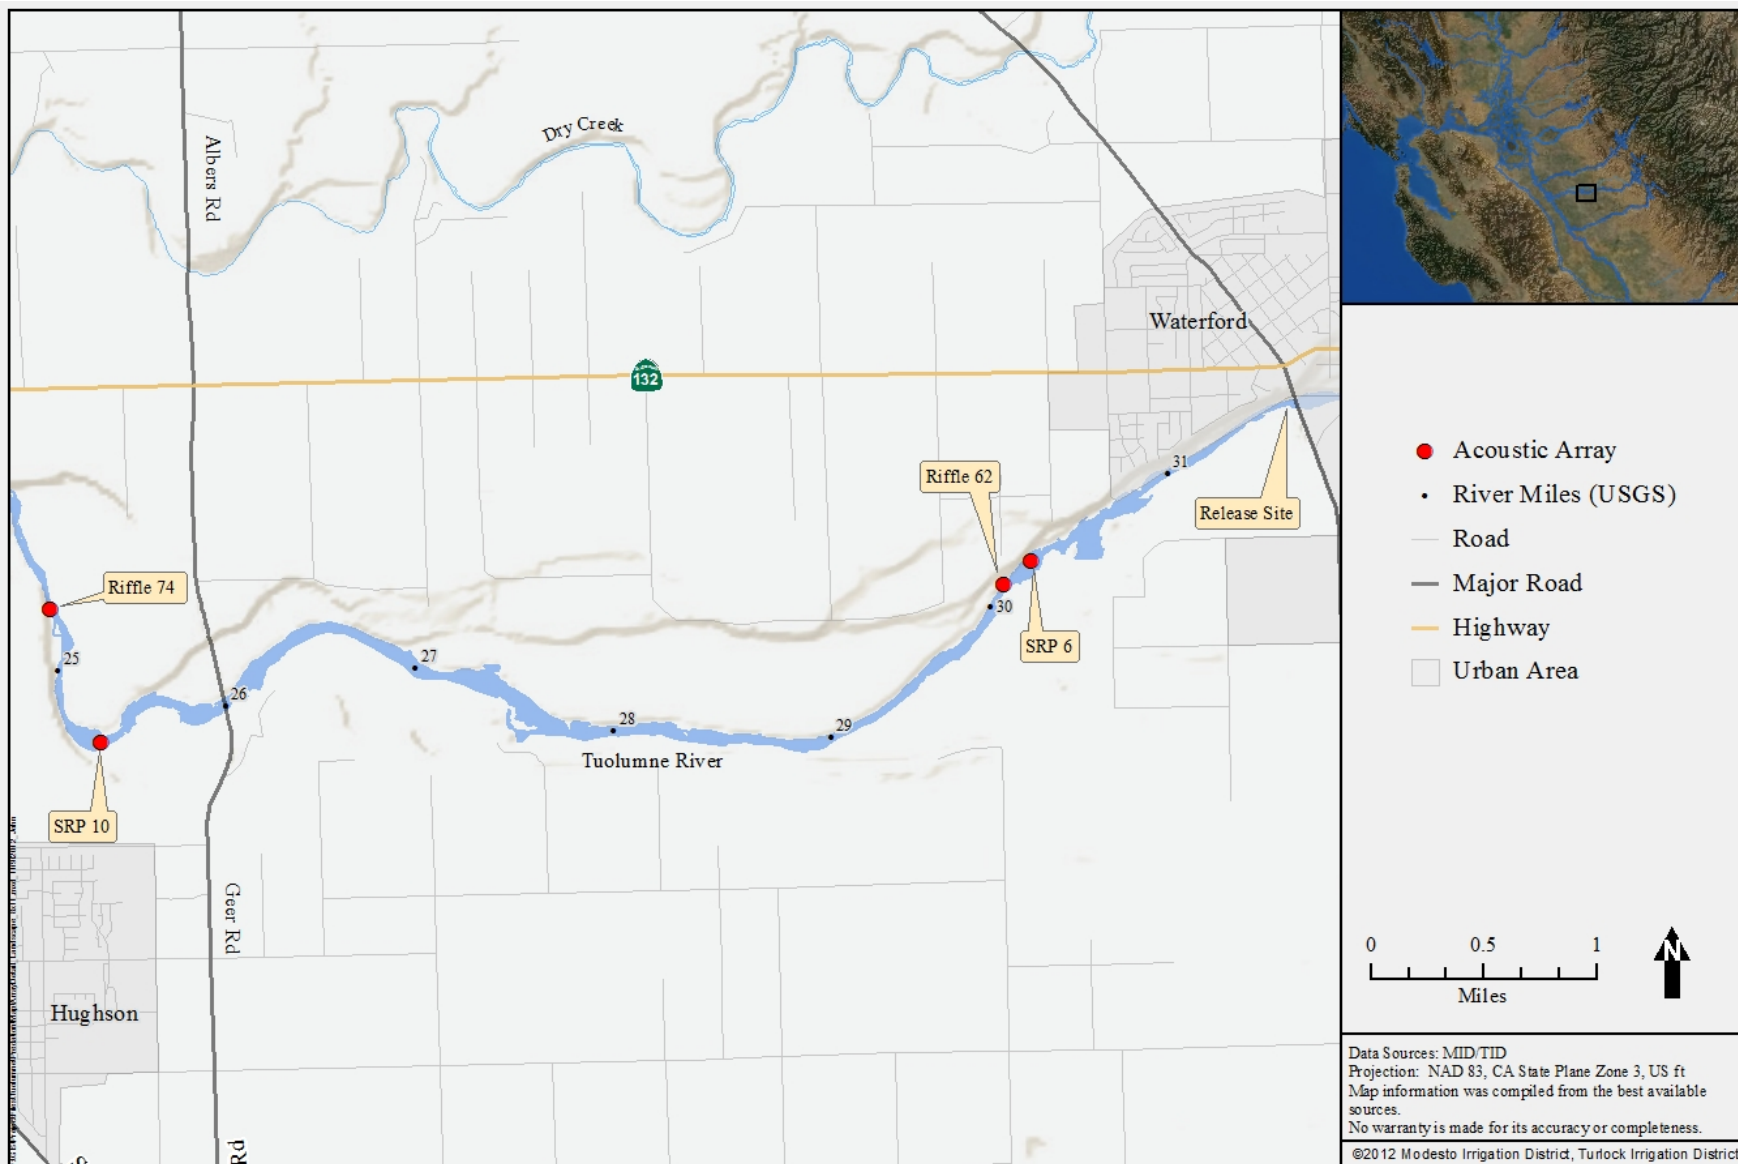 Dry Creek
Albers Rd
Waterford
132
Riffle 62
31
Release Site
Riffle 74
30
SRP 6
25
27
26
28
29
Tuolumne River
SRP 10
Geer Rd
Hughson
Rd
Acoustic Array
River Miles (USGS)
Road
Major Road
Highway
Urban Area
0 0.5 1
Miles
N
Data Sources: MID/TID
Projection: NAD 83, CA State Plane Zone 3, US ft
Map information was compiled from the best available
sources.
No warranty is made for its accuracy or completeness.
©2012 Modesto Irrigation District, Turlock Irrigation District